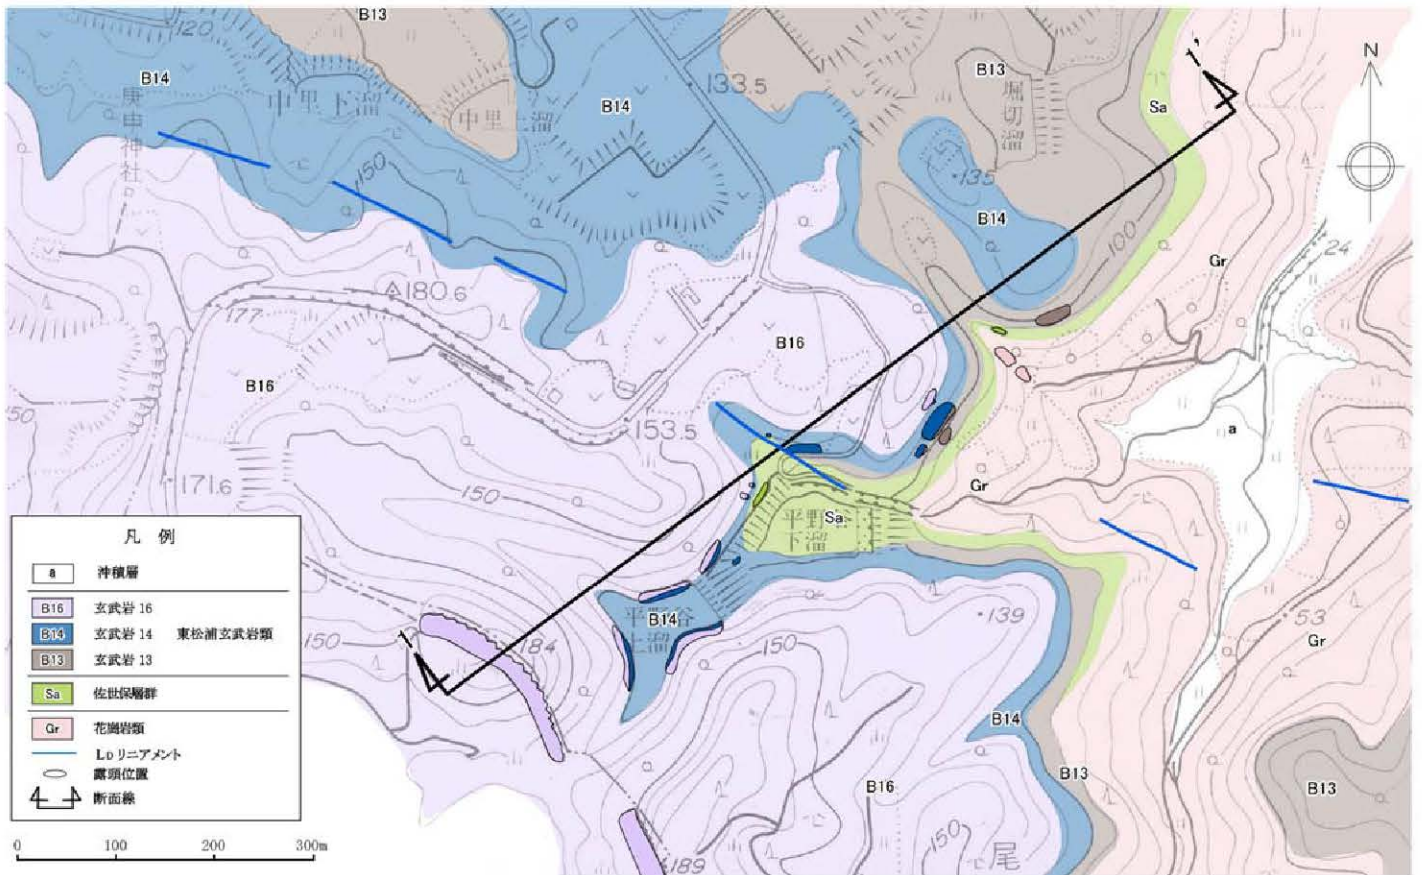 B13
120
B14
中里下溜
中里上溜
B14
133.5
B13
堀切溜
Sa
1'
N
庚申神社
150
135
B14
100
Gr
24
180.6
177
B16
B16
153.5
a
171.6
150
Gr
平野谷
下溜
Sa
平野谷
上溜
B14
139
53
Gr
150
1
184
150
B14
B13
B16
B13
150
尾
189
50
凡 例
a 沖積層
B16 玄武岩 16
B14 玄武岩 14 東松浦玄武岩類
B13 玄武岩 13
Sa 佐世保層群
Gr 花崗岩類
LDリニアメント
露頭位置
断面線
0 100 200 300m